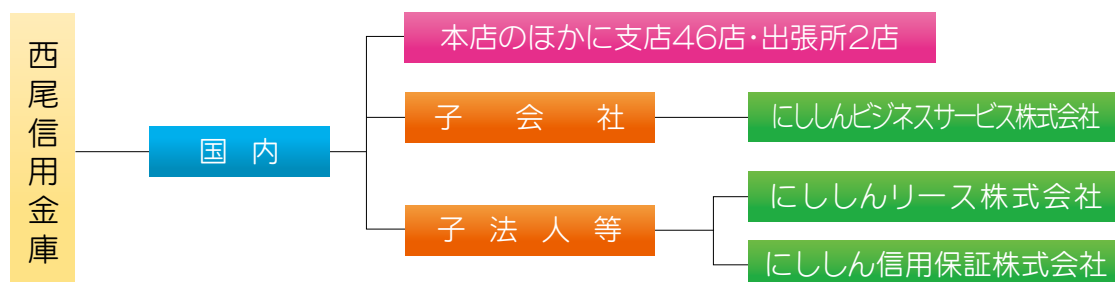 西尾信用金庫
国内
本店のほかに支店46店・出張所2店
子会社
にししんビジネスサービス株式会社
子法人等
にししんリース株式会社
にししん信用保証株式会社